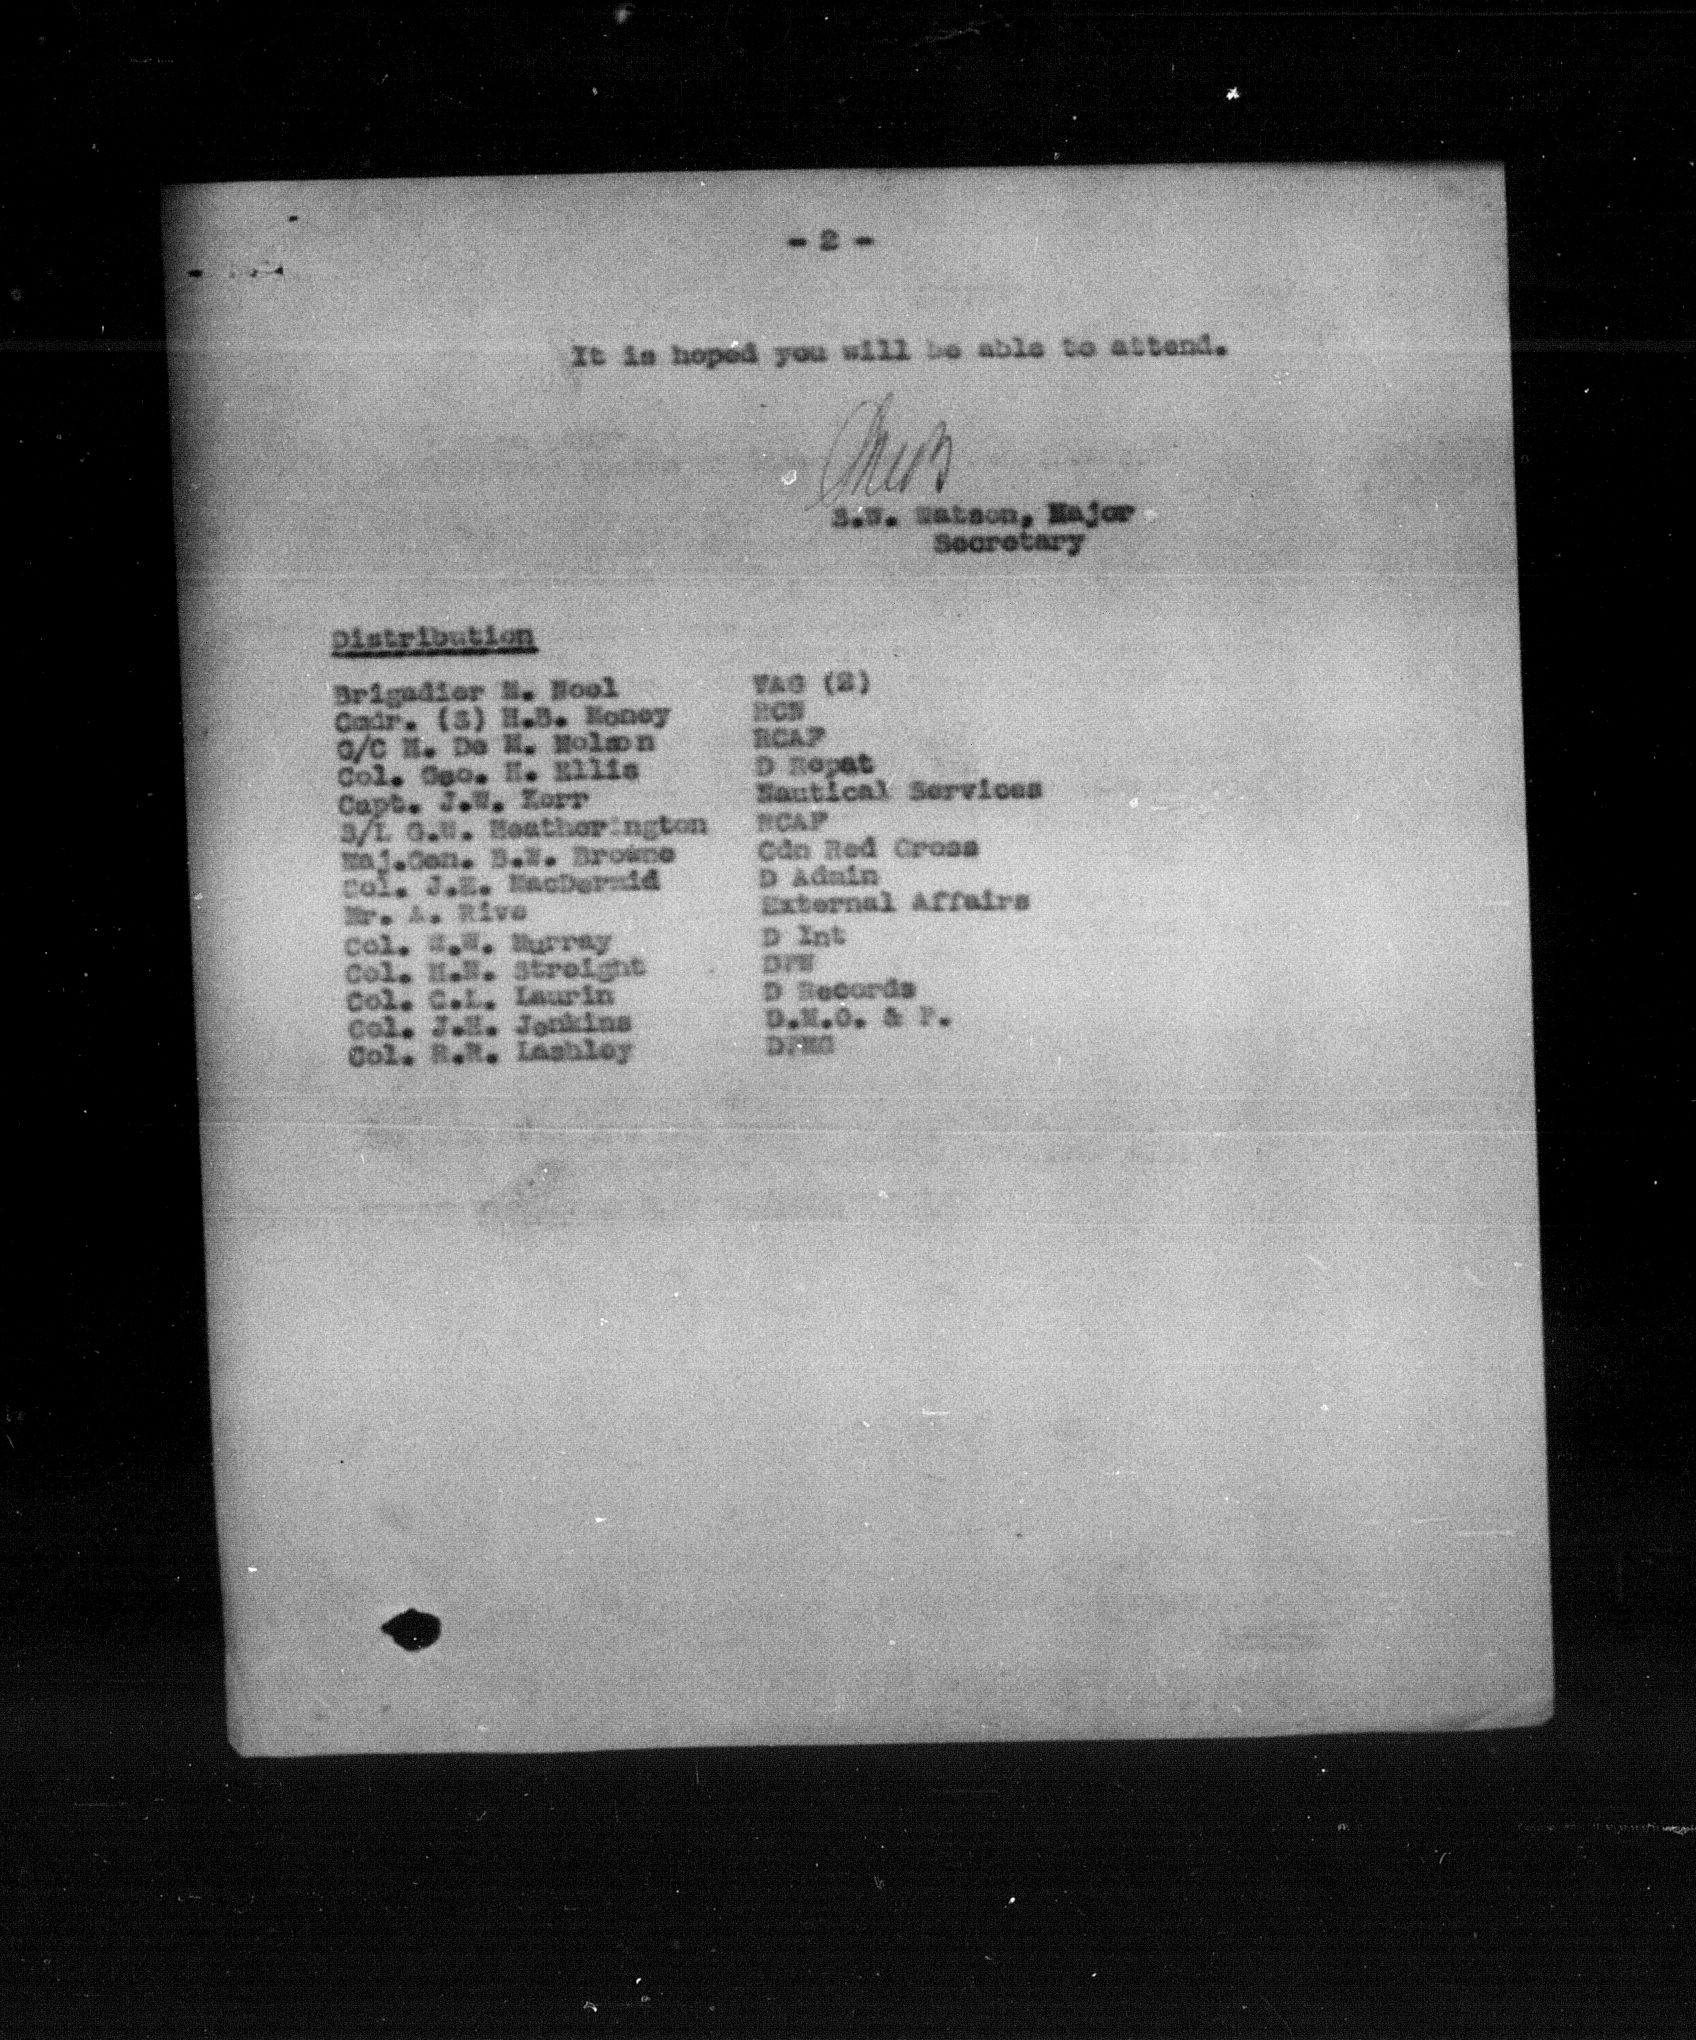 - 2 -
It is hoped you will be able to attend.
S.W. Watson, Major
Secretary
Distribution
Brigadier M. Noel VAG (2)
Cmdr. (S) H.B. Money RCN
G/C H. De M. Molson RCAF
Col. Geo. H. Ellis D Repat
Capt. J.W. Kerr Nautical Services
S/L G.W. Heatherington RCAF
Maj.Gen. B.W. Browne Cdn Red Cross
Col. J.E. MacDermid D Admin
Mr. A. Rive External Affairs
Col. W.W. Murray D Int
Col. H.N. Streight DPW
Col. C.L. Laurin D Records
Col. J.H. Jenkins D.M.O. & P.
Col. R.R. Lashley